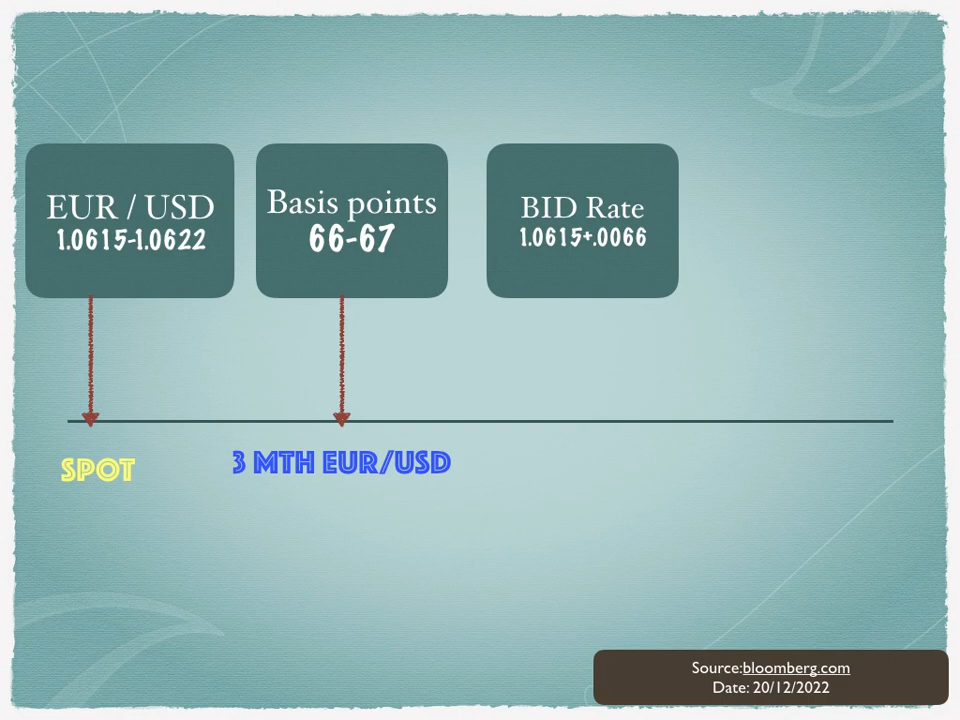 EUR / USD
1.0615-1.0622
Basis points
66-67
BID Rate
1.0615+.0066
SPOT
3 MTH EUR/USD
Source:bloomberg.com
Date: 20/12/2022